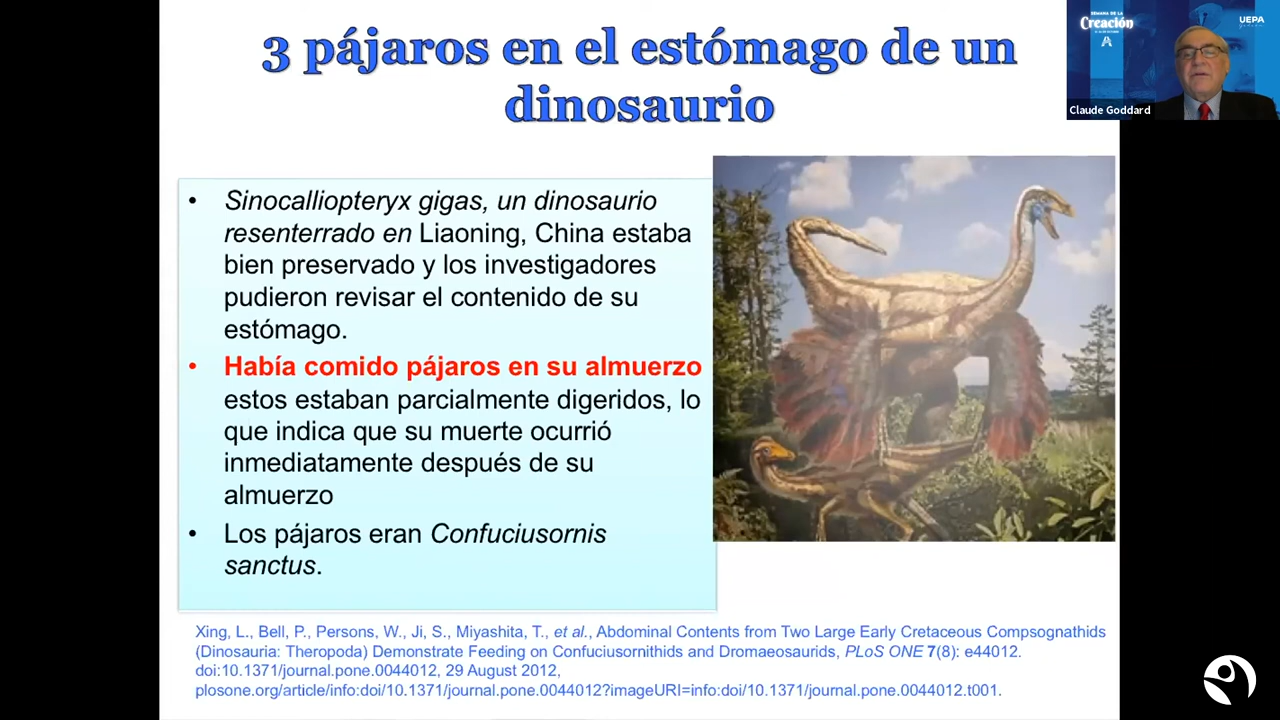 3 pájaros en el estómago de un
dinosaurio
SEMANA DE LA
Creación
UEPA
Claude Goddard
• Sinocalliopteryx gigas, un dinosaurio
resenterrado en Liaoning, China estaba
bien preservado y los investigadores
pudieron revisar el contenido de su
estómago.
• Había comido pájaros en su almuerzo
estos estaban parcialmente digeridos, lo
que indica que su muerte ocurrió
inmediatamente después de su
almuerzo
• Los pájaros eran Confuciusornis
sanctus.
Xing, L., Bell, P., Persons, W., Ji, S., Miyashita, T., et al., Abdominal Contents from Two Large Early Cretaceous Compsognathids
(Dinosauria: Theropoda) Demonstrate Feeding on Confuciusornithids and Dromaeosaurids, PLoS ONE 7(8): e44012.
doi:10.1371/journal.pone.0044012, 29 August 2012,
plosone.org/article/info:doi/10.1371/journal.pone.0044012?imageURI=info:doi/10.1371/journal.pone.0044012.t001.